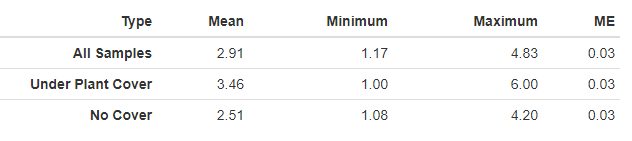 Type Mean Minimum Maximum ME
All Samples 2.91 1.17 4.83 0.03
Under Plant Cover 3.46 1.00 6.00 0.03
No Cover 2.51 1.08 4.20 0.03